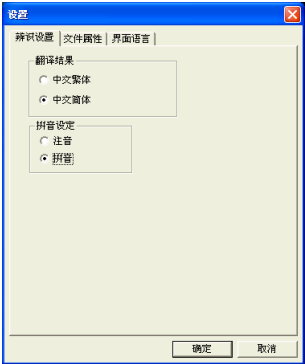 设置
辨识设置 文件属性 界面语言
翻译结果
中文繁体
中文简体
拼音设定
注音
拼音
确定 取消